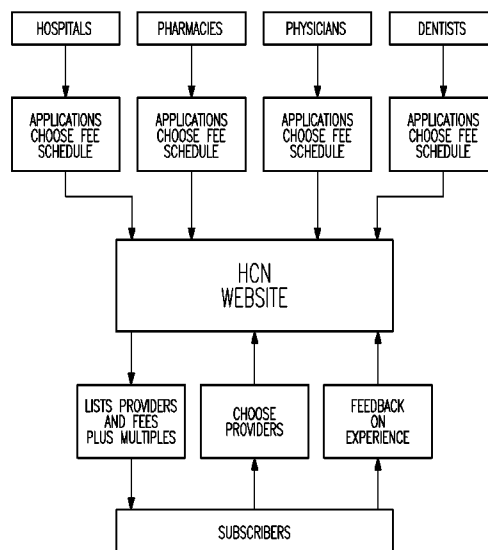 HOSPITALS
PHARMACIES
PHYSICIANS
DENTISTS
APPLICATIONS
CHOOSE FEE
SCHEDULE
APPLICATIONS
CHOOSE FEE
SCHEDULE
APPLICATIONS
CHOOSE FEE
SCHEDULE
APPLICATIONS
CHOOSE FEE
SCHEDULE
HCN
WEBSITE
LISTS PROVIDERS
AND FEES
PLUS MULTIPLES
CHOOSE
PROVIDERS
FEEDBACK
ON
EXPERIENCE
SUBSCRIBERS